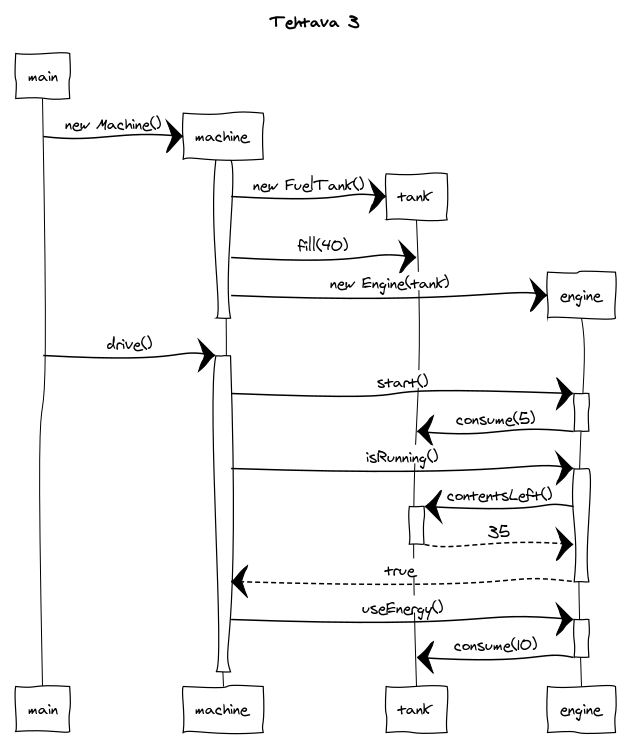 Tehtava 3
main
new Machine()
machine
new FuelTank()
tank
fill(40)
new Engine(tank)
engine
drive()
start()
consume(5)
isRunning()
contentsLeft()
35
true
useEnergy()
consume(10)
main
machine
tank
engine